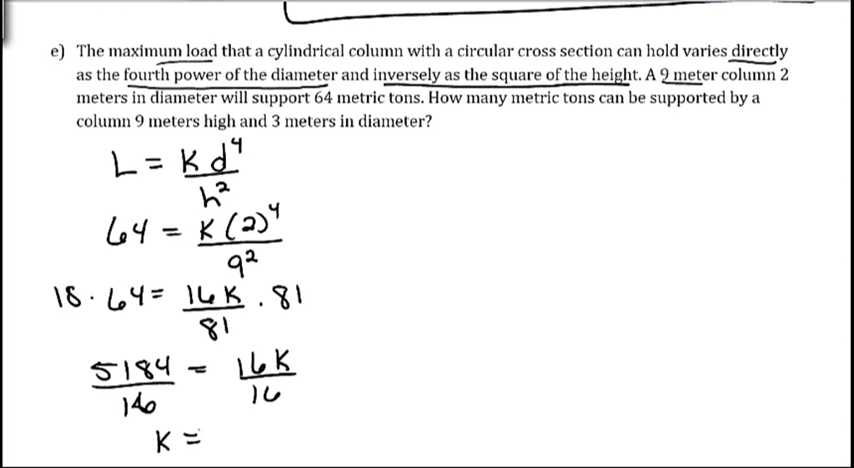 e) The maximum load that a cylindrical column with a circular cross section can hold varies directly
as the fourth power of the diameter and inversely as the square of the height. A 9 meter column 2
meters in diameter will support 64 metric tons. How many metric tons can be supported by a
column 9 meters high and 3 meters in diameter?
L = K d⁴
h²
64 = K (2)⁴
9²
18 · 64 = 16 K · 81
81
5184 = 16K
16 16
K =